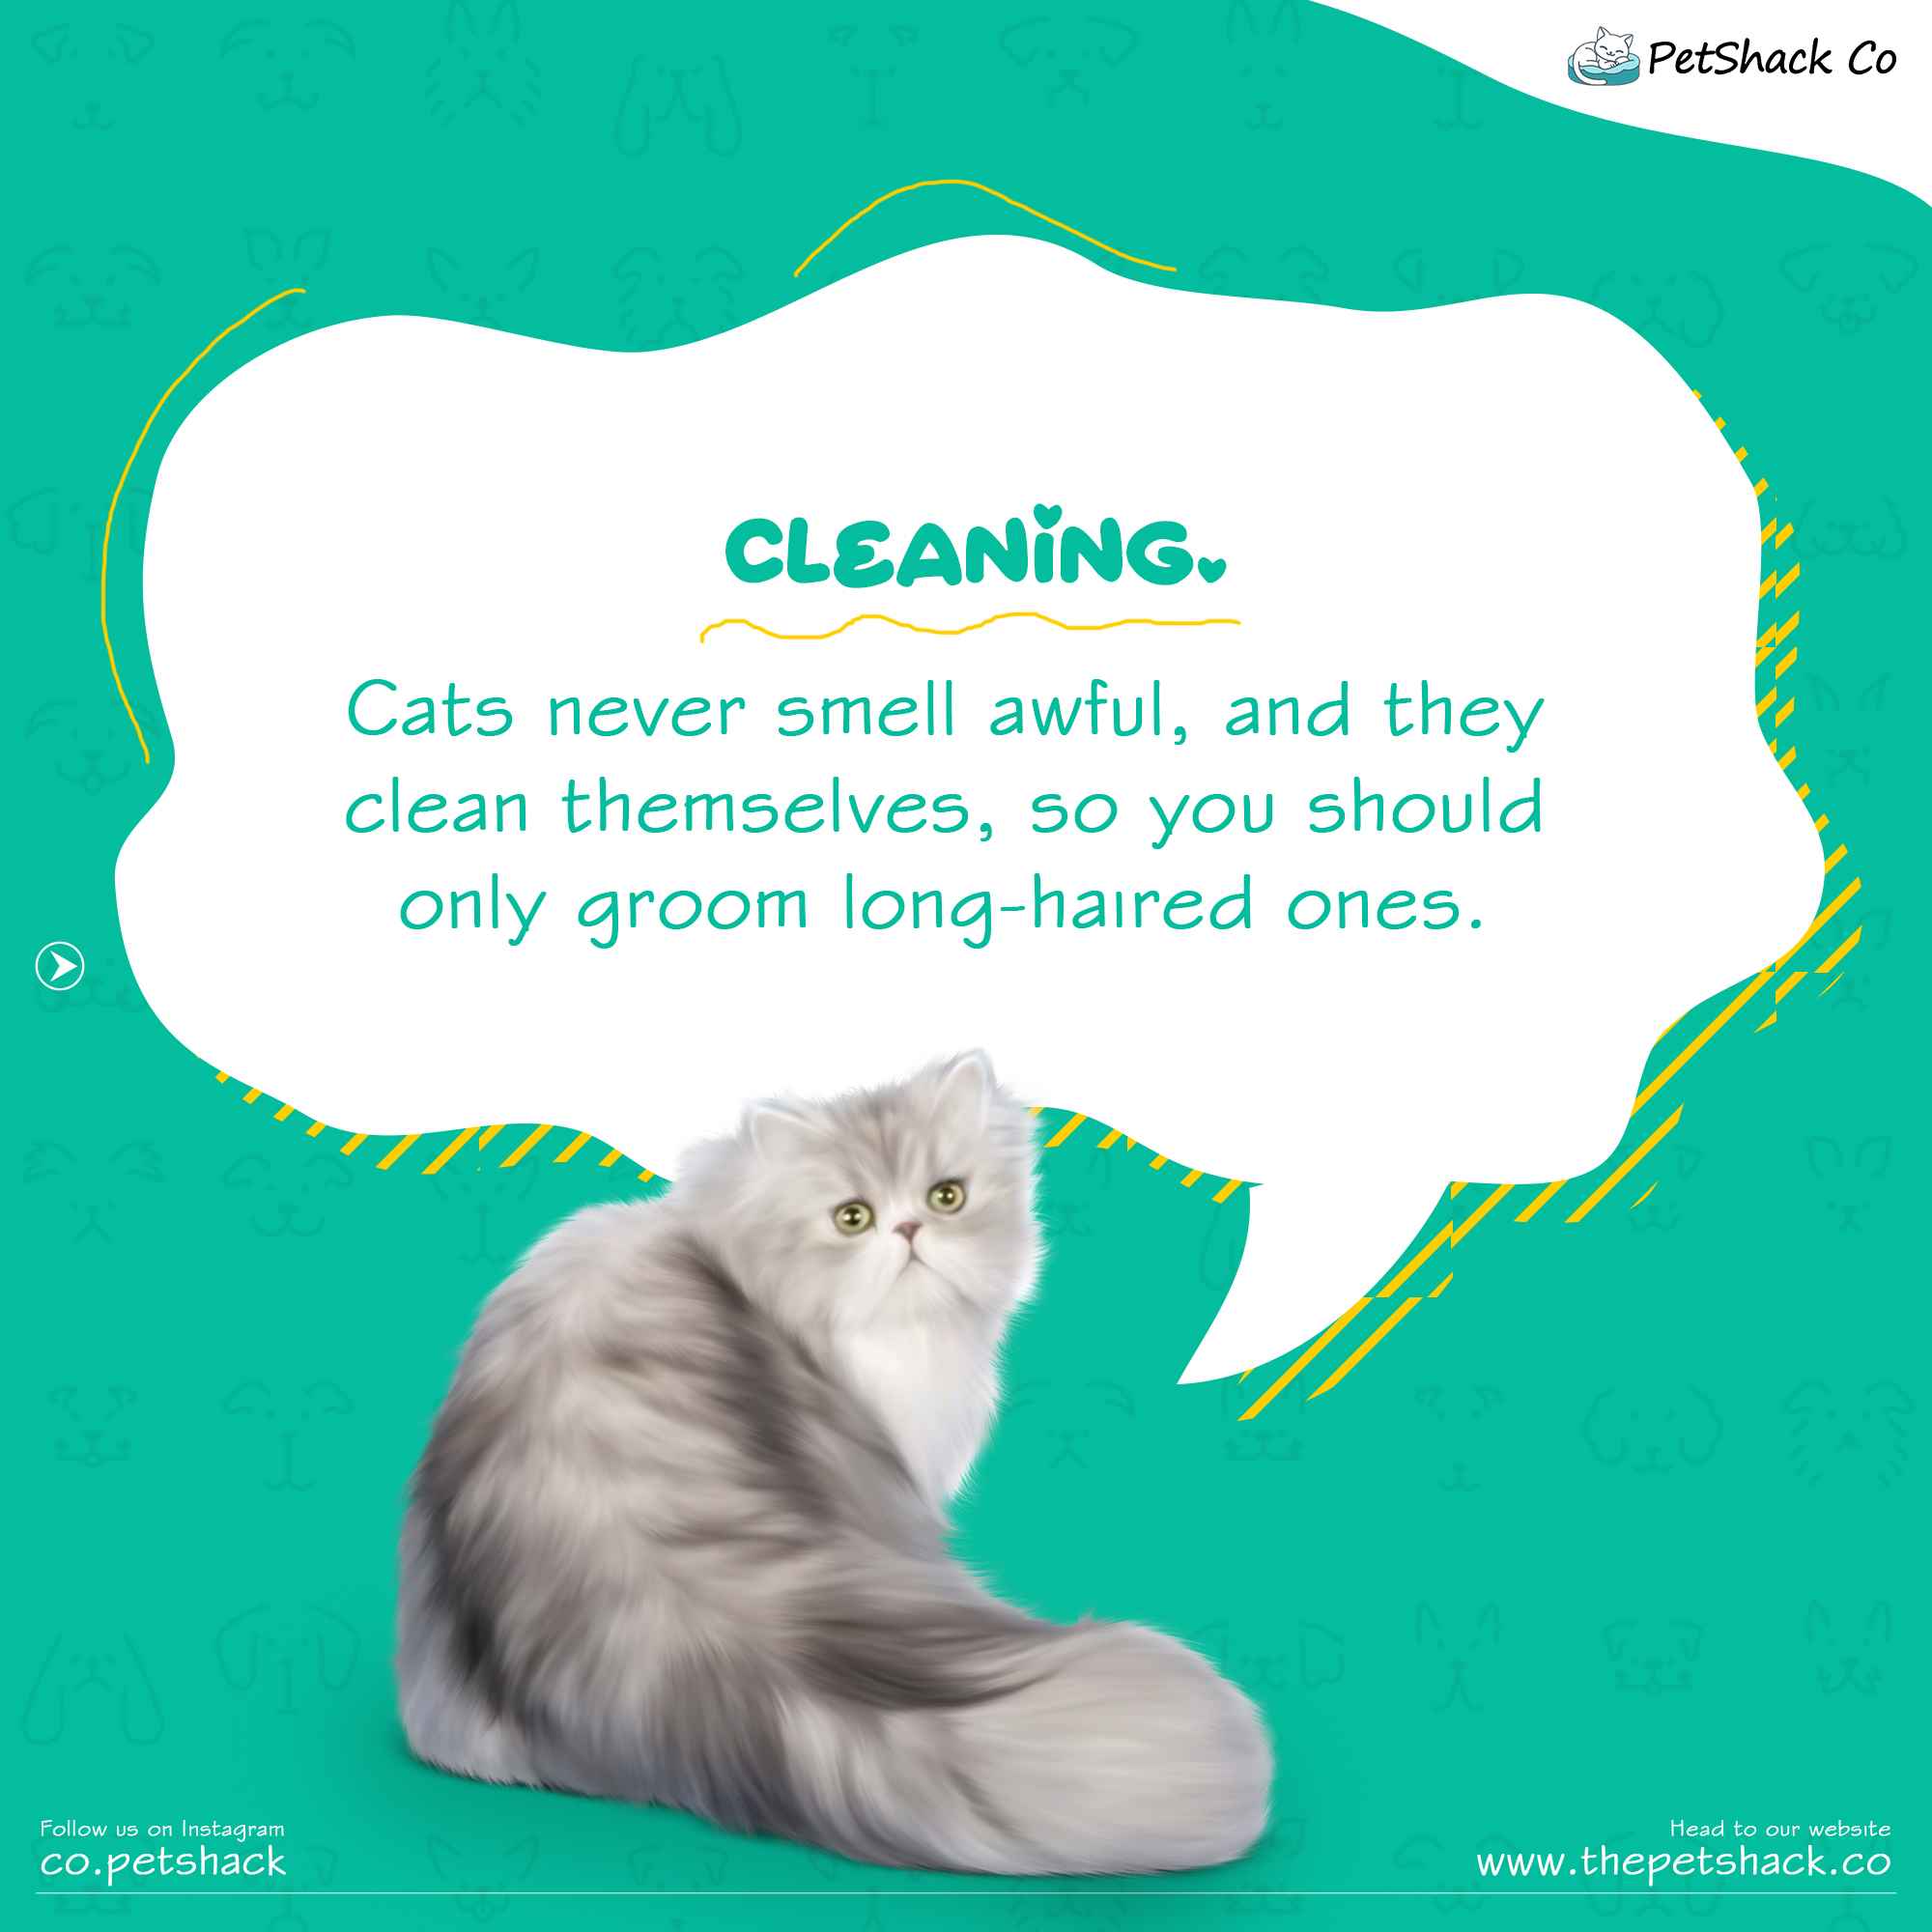 PetShack Co
CLEANING.
Cats never smell awful, and they
clean themselves, so you should
only groom long-haired ones.
Follow us on Instagram
co.petshack
Head to our website
www.thepetshack.co